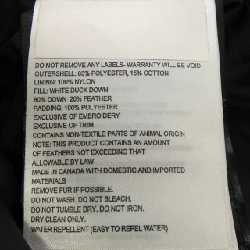 DO NOT REMOVE ANY LABELS- WARRANTY WILL BE VOID
OUTERSHELL: 85% POLYESTER, 15% COTTON
LINING: 100% NYLON
FILL: WHITE DUCK DOWN
80% DOWN 20% FEATHER
PADDING: 100% POLYESTER
EXCLUSIVE OF EMBROIDERY
EXCLUSIVE OF TRIM
CONTAINS NON-TEXTILE PARTS OF ANIMAL ORIGIN
NOTE: THIS PRODUCT CONTAINS AN AMOUNT
OF FEATHERS NOT EXCEEDING THAT
ALLOWABLE BY LAW
MADE IN CANADA WITH DOMESTIC AND IMPORTED
MATERIALS
REMOVE FUR IF POSSIBLE.
DO NOT WASH. DO NOT BLEACH.
DO NOT TUMBLE DRY. DO NOT IRON.
DRY CLEAN ONLY.
WATER REPELLENT (EASY TO REPEL WATER)